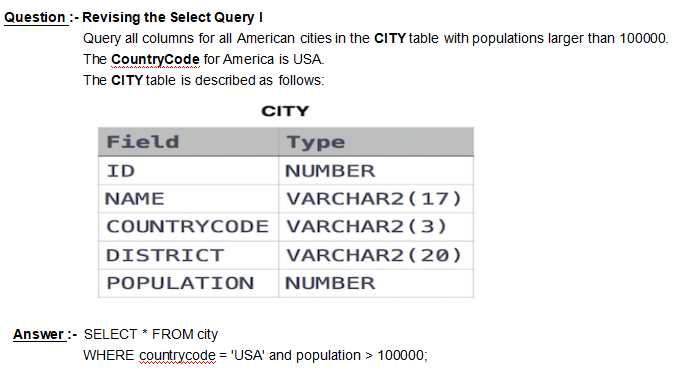 Question :- Revising the Select Query I
Query all columns for all American cities in the CITY table with populations larger than 100000.
The CountryCode for America is USA.
The CITY table is described as follows:
CITY
Field Type
ID NUMBER
NAME VARCHAR2(17)
COUNTRYCODE VARCHAR2(3)
DISTRICT VARCHAR2(20)
POPULATION NUMBER
Answer :- SELECT * FROM city
WHERE countrycode = 'USA' and population > 100000;